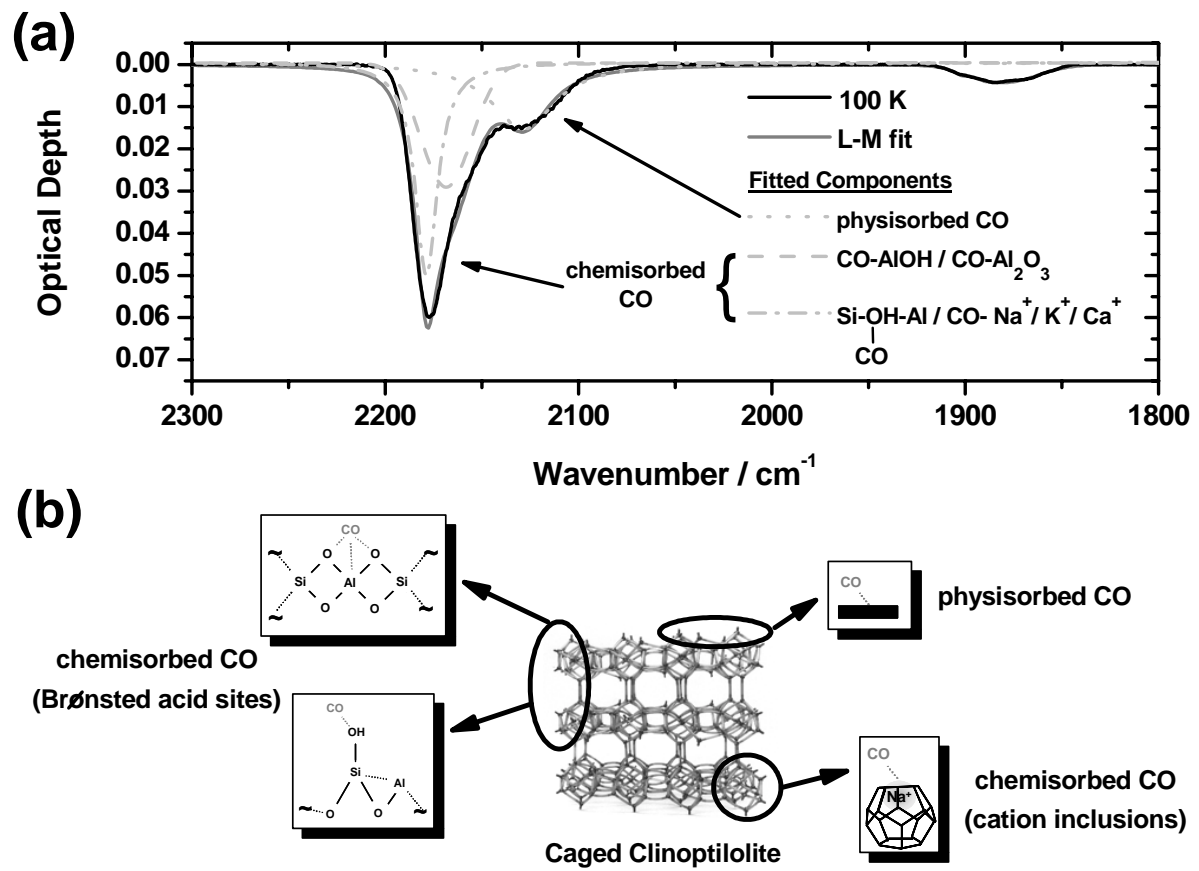 (a)
0.00
0.01
0.02
0.03
0.04
0.05
0.06
0.07
Optical Depth
2300
2200
2100
2000
1900
1800
Wavenumber / cm⁻¹
100 K
L-M fit
Fitted Components
physisorbed CO
CO-AlOH / CO-Al₂O₃
Si-OH-Al / CO- Na⁺/ K⁺/ Ca⁺
CO
chemisorbed
CO
{
(b)
CO
O O
~ ~
Si Al Si
O O
~ ~
chemisorbed CO
(Brønsted acid sites)
CO
OH
Si
Al
~ O O ~
CO
physisorbed CO
CO
Na⁺
chemisorbed CO
(cation inclusions)
Caged Clinoptilolite